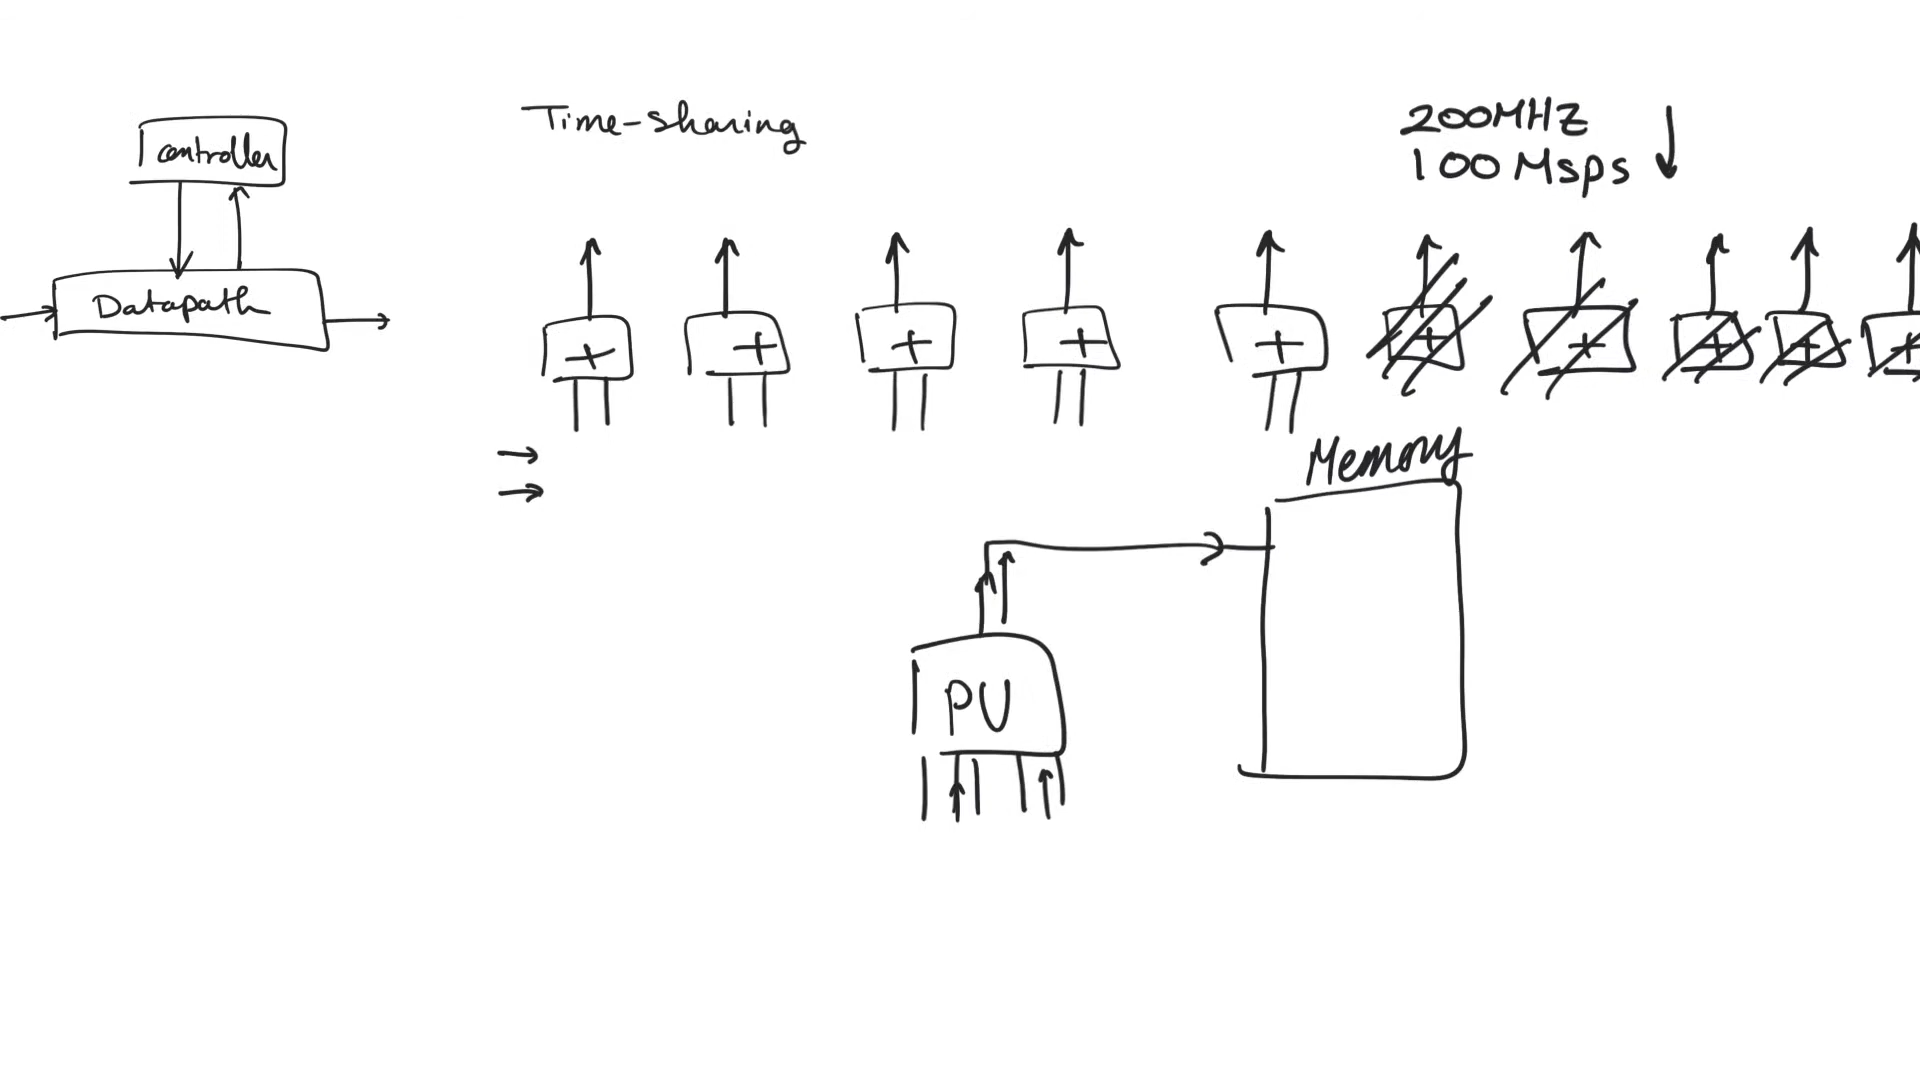 Time-sharing
200MHZ
100 Msps
controller
Datapath
+ + + + + + + + + +
Memory
PU